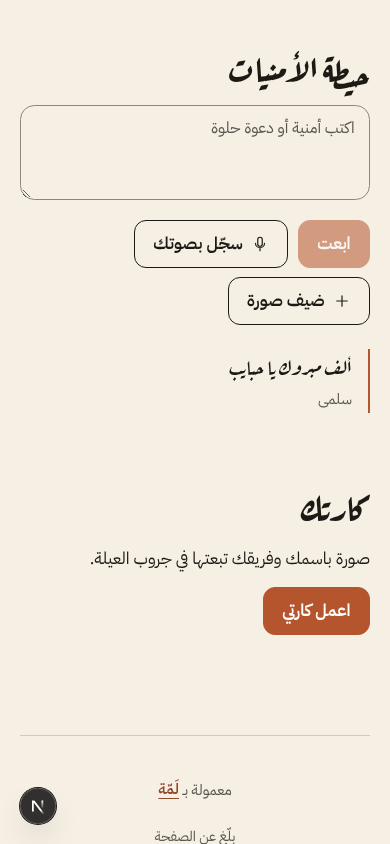 حيطة الأمنيات
اكتب أمنية أو دعوة حلوة
ابعت
سجّل بصوتك
ضيف صورة
ألف مبروك يا حبايب
سلمى
كارتك
صورة باسمك وفريقك تبعتها في جروب العيلة.
اعمل كارتي
معمولة بـ لَمّة
بلّغ عن الصفحة
N